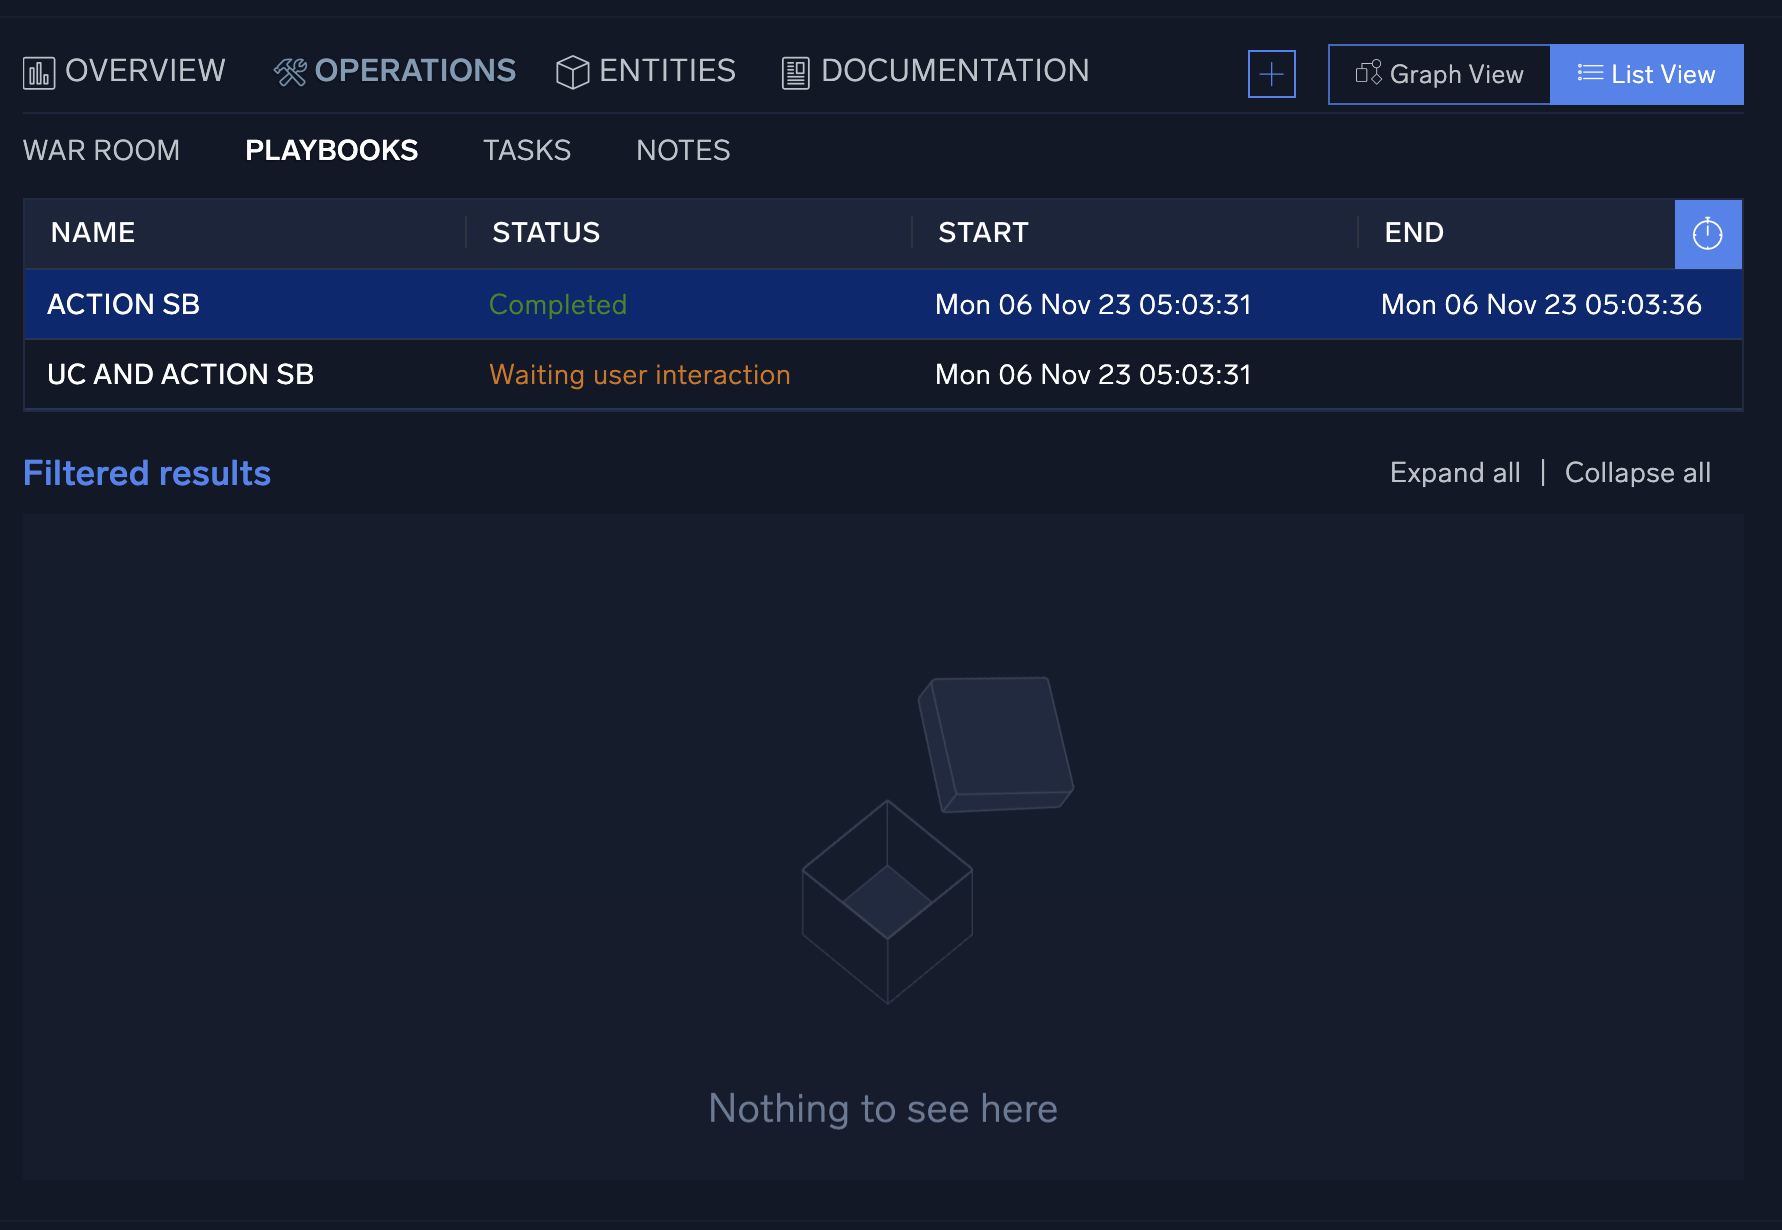 OVERVIEW OPERATIONS ENTITIES DOCUMENTATION Graph View List View
WAR ROOM PLAYBOOKS TASKS NOTES
NAME STATUS START END
ACTION SB Completed Mon 06 Nov 23 05:03:31 Mon 06 Nov 23 05:03:36
UC AND ACTION SB Waiting user interaction Mon 06 Nov 23 05:03:31
Filtered results Expand all | Collapse all
Nothing to see here